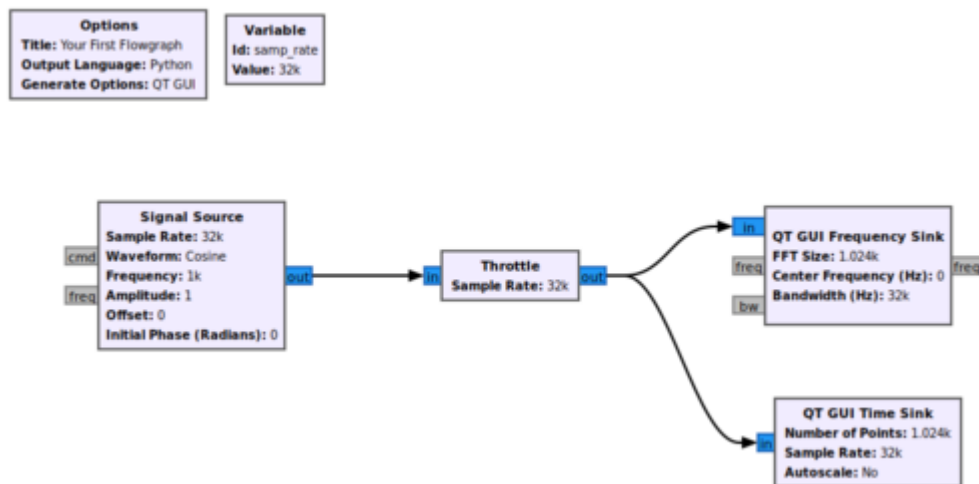 Options
Title: Your First Flowgraph
Output Language: Python
Generate Options: QT GUI
Variable
Id: samp_rate
Value: 32k
Signal Source
Sample Rate: 32k
Waveform: Cosine
Frequency: 1k
Amplitude: 1
Offset: 0
Initial Phase (Radians): 0
cmd
freq
out
Throttle
Sample Rate: 32k
in
out
QT GUI Frequency Sink
FFT Size: 1.024k
Center Frequency (Hz): 0
Bandwidth (Hz): 32k
in
freq
bw
freq
QT GUI Time Sink
Number of Points: 1.024k
Sample Rate: 32k
Autoscale: No
in